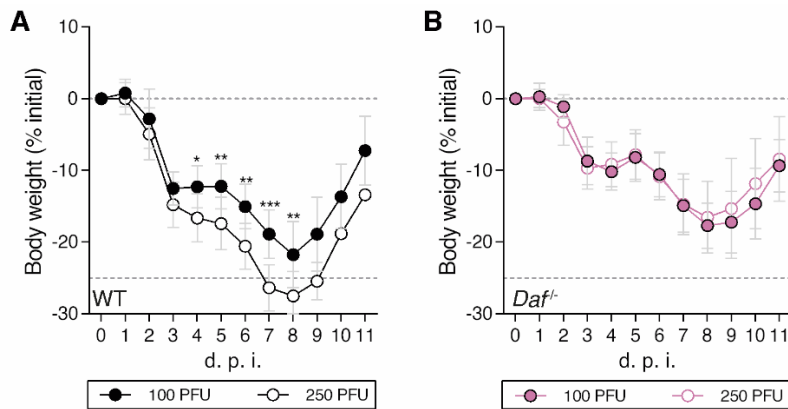 A
Body weight (% initial)
10
0
-10
-20
-30
* ** ** *** **
WT
0 1 2 3 4 5 6 7 8 9 10 11
d. p. i.
100 PFU 250 PFU
B
Body weight (% initial)
10
0
-10
-20
-30
Daf/-
0 1 2 3 4 5 6 7 8 9 10 11
d. p. i.
100 PFU 250 PFU